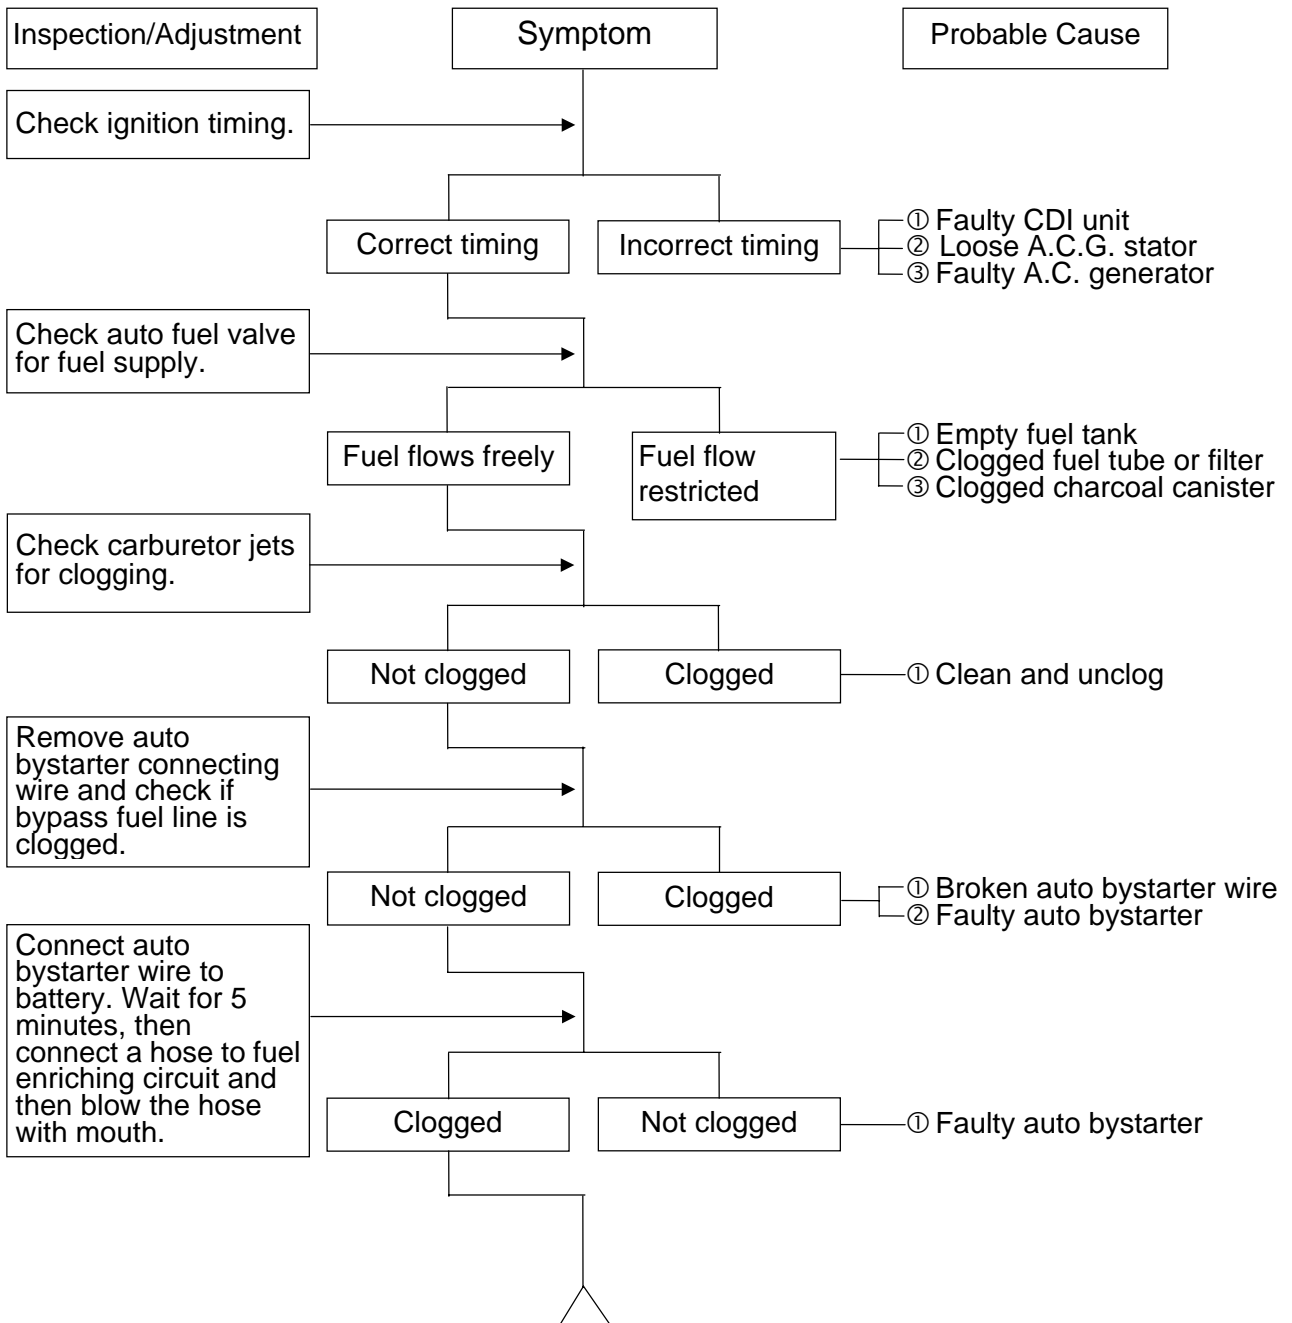 Inspection/Adjustment
Symptom
Probable Cause
Check ignition timing.
Correct timing
Incorrect timing
① Faulty CDI unit
② Loose A.C.G. stator
③ Faulty A.C. generator
Check auto fuel valve
for fuel supply.
Fuel flows freely
Fuel flow
restricted
① Empty fuel tank
② Clogged fuel tube or filter
③ Clogged charcoal canister
Check carburetor jets
for clogging.
Not clogged
Clogged
① Clean and unclog
Remove auto
bystarter connecting
wire and check if
bypass fuel line is
clogged.
Not clogged
Clogged
① Broken auto bystarter wire
② Faulty auto bystarter
Connect auto
bystarter wire to
battery. Wait for 5
minutes, then
connect a hose to fuel
enriching circuit and
then blow the hose
with mouth.
Clogged
Not clogged
① Faulty auto bystarter